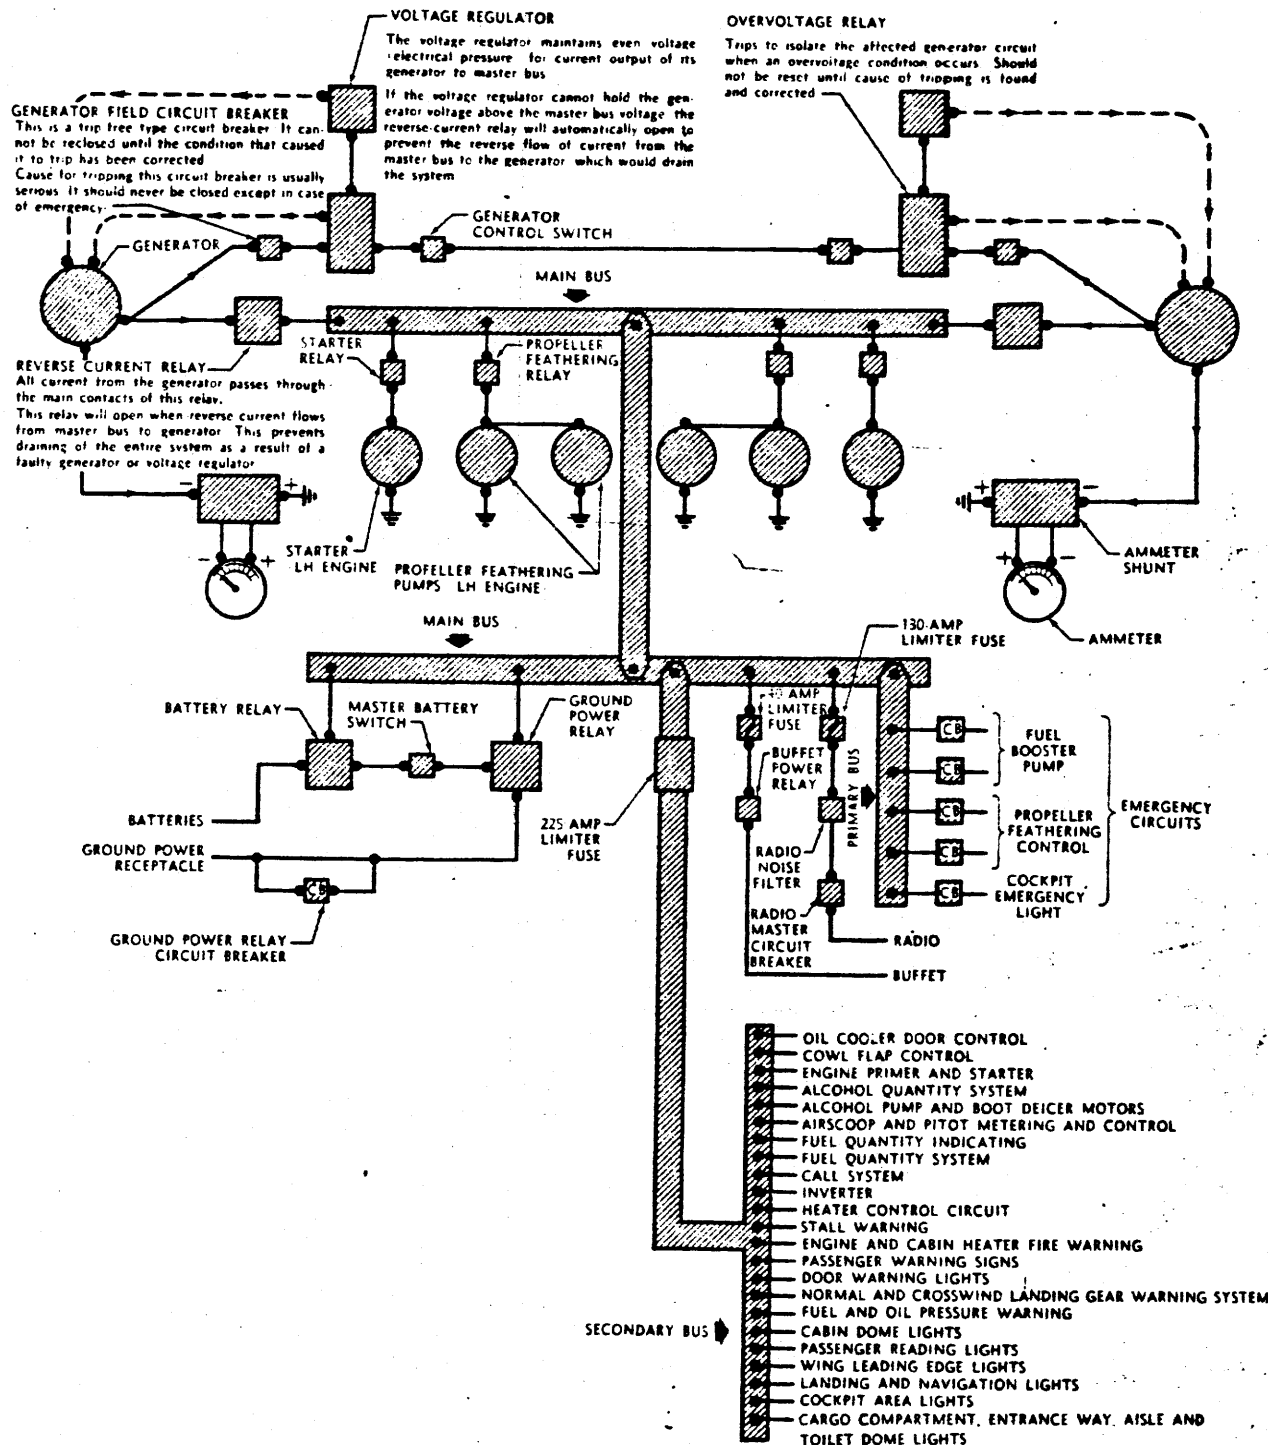 VOLTAGE REGULATOR
The voltage regulator maintains even voltage
electrical pressure for current output of its
generator to master bus
If the voltage regulator cannot hold the gen-
erator voltage above the master bus voltage the
reverse-current relay will automatically open to
prevent the reverse flow of current from the
master bus to the generator which would drain
the system
OVERVOLTAGE RELAY
Trips to isolate the affected generator circuit
when an overvoitage condition occurs. Should
not be reset until cause of tripping is found
and corrected
GENERATOR FIELD CIRCUIT BREAKER
This is a trip free type circuit breaker. It can-
not be reclosed until the condition that caused
it to trip has been corrected
Cause for tripping this circuit breaker is usually
serious. It should never be closed except in case
of emergency.
GENERATOR
GENERATOR
CONTROL SWITCH
MAIN BUS
REVERSE CURRENT RELAY
All current from the generator passes through
the main contacts of this relay.
This relay will open when reverse current flows
from master bus to generator. This prevents
draining of the entire system as a result of a
faulty generator or voltage regulator
STARTER
RELAY
PROPELLER
FEATHERING
RELAY
- +
- +
STARTER
LH ENGINE
PROPELLER FEATHERING
PUMPS LH ENGINE
+ -
+ -
AMMETER
SHUNT
AMMETER
MAIN BUS
130-AMP
LIMITER FUSE
BATTERY RELAY
MASTER BATTERY
SWITCH
GROUND
POWER
RELAY
AMP
LIMITER
FUSE
BUFFET
POWER
RELAY
PRIMARY BUS
CB
CB
CB
CB
CB
FUEL
BOOSTER
PUMP
PROPELLER
FEATHERING
CONTROL
COCKPIT
EMERGENCY
LIGHT
EMERGENCY
CIRCUITS
BATTERIES
GROUND POWER
RECEPTACLE
CB
GROUND POWER RELAY
CIRCUIT BREAKER
225 AMP
LIMITER
FUSE
RADIO
NOISE
FILTER
RADIO
MASTER
CIRCUIT
BREAKER
RADIO
BUFFET
OIL COOLER DOOR CONTROL
COWL FLAP CONTROL
ENGINE PRIMER AND STARTER
ALCOHOL QUANTITY SYSTEM
ALCOHOL PUMP AND BOOT DEICER MOTORS
AIRSCOOP AND PITOT METERING AND CONTROL
FUEL QUANTITY INDICATING
FUEL QUANTITY SYSTEM
CALL SYSTEM
INVERTER
HEATER CONTROL CIRCUIT
STALL WARNING
ENGINE AND CABIN HEATER FIRE WARNING
PASSENGER WARNING SIGNS
DOOR WARNING LIGHTS
NORMAL AND CROSSWIND LANDING GEAR WARNING SYSTEM
FUEL AND OIL PRESSURE WARNING
SECONDARY BUS
CABIN DOME LIGHTS
PASSENGER READING LIGHTS
WING LEADING EDGE LIGHTS
LANDING AND NAVIGATION LIGHTS
COCKPIT AREA LIGHTS
CARGO COMPARTMENT, ENTRANCE WAY, AISLE AND
TOILET DOME LIGHTS